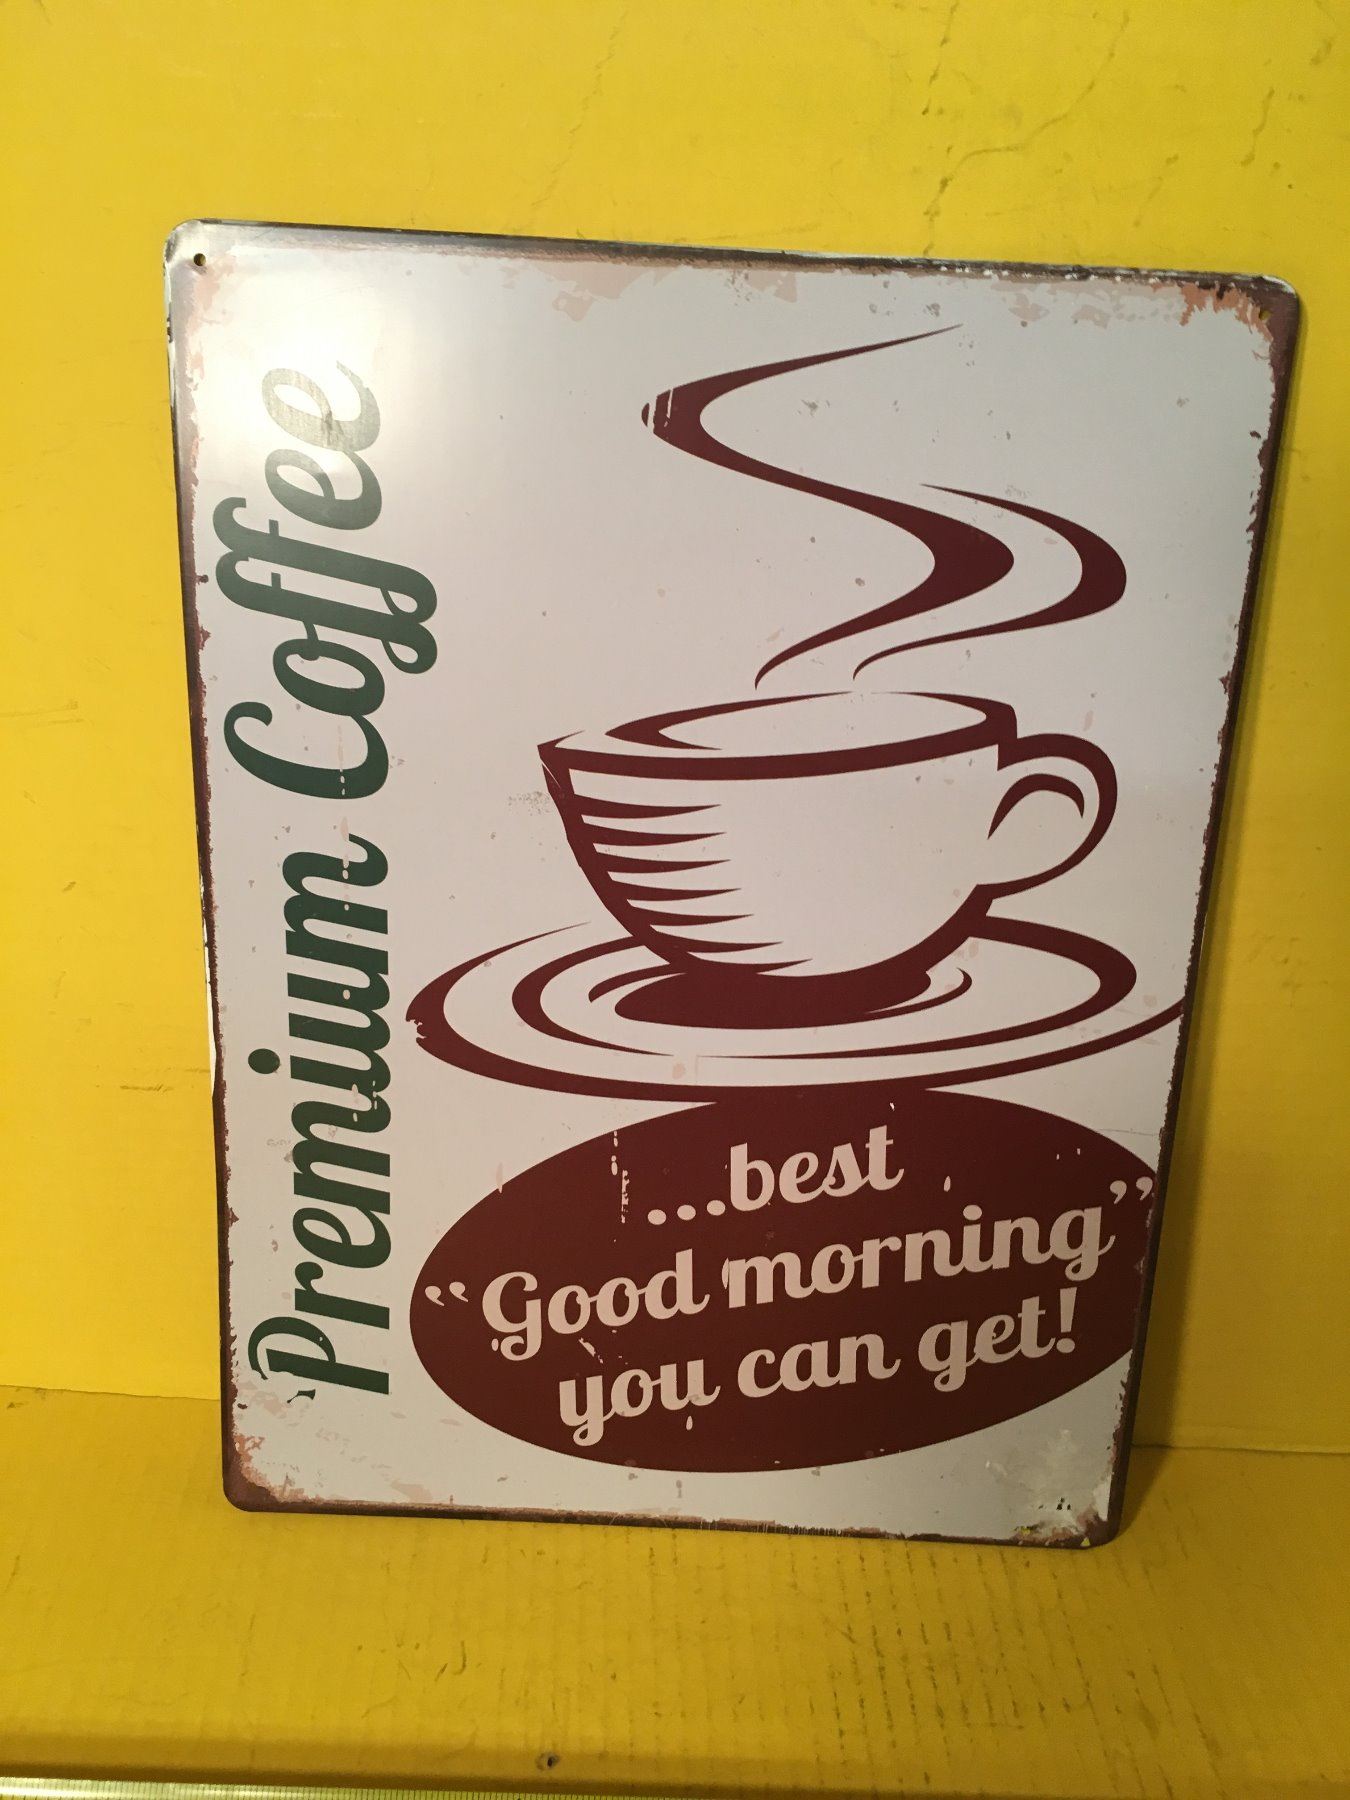 Premium Coffee
...best
“Good morning”
you can get!